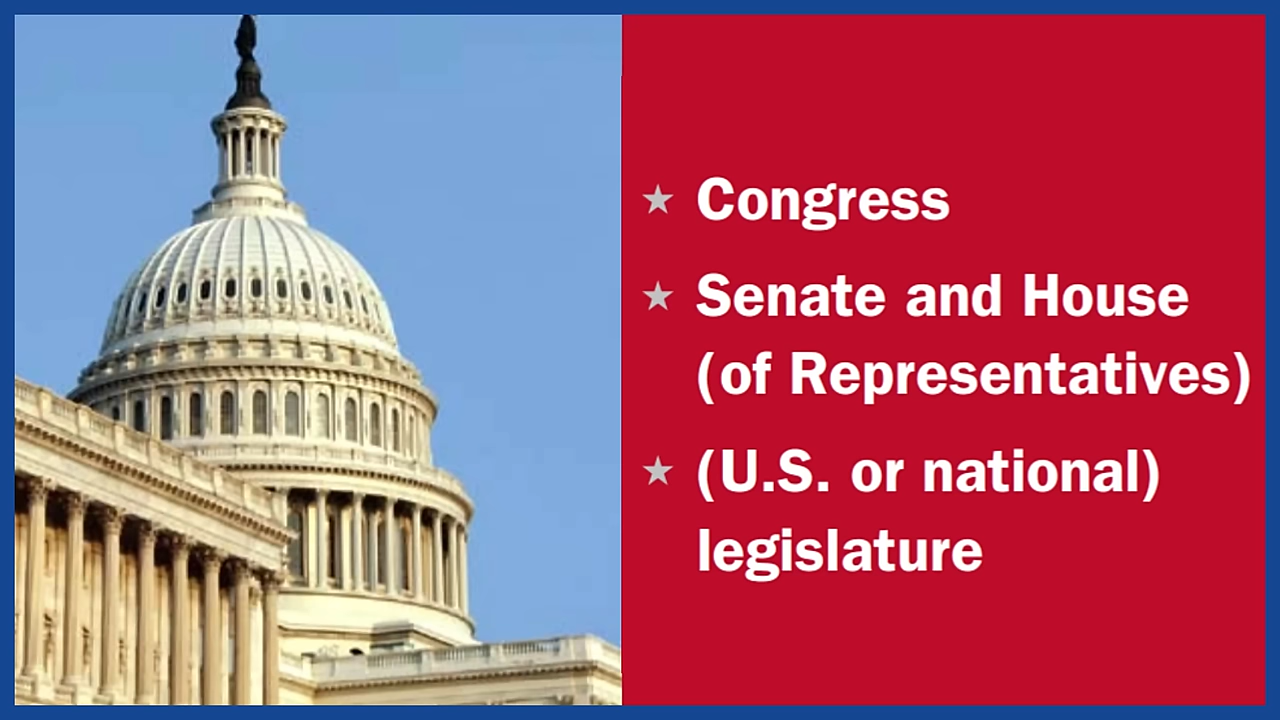 Congress
Senate and House
(of Representatives)
(U.S. or national)
legislature